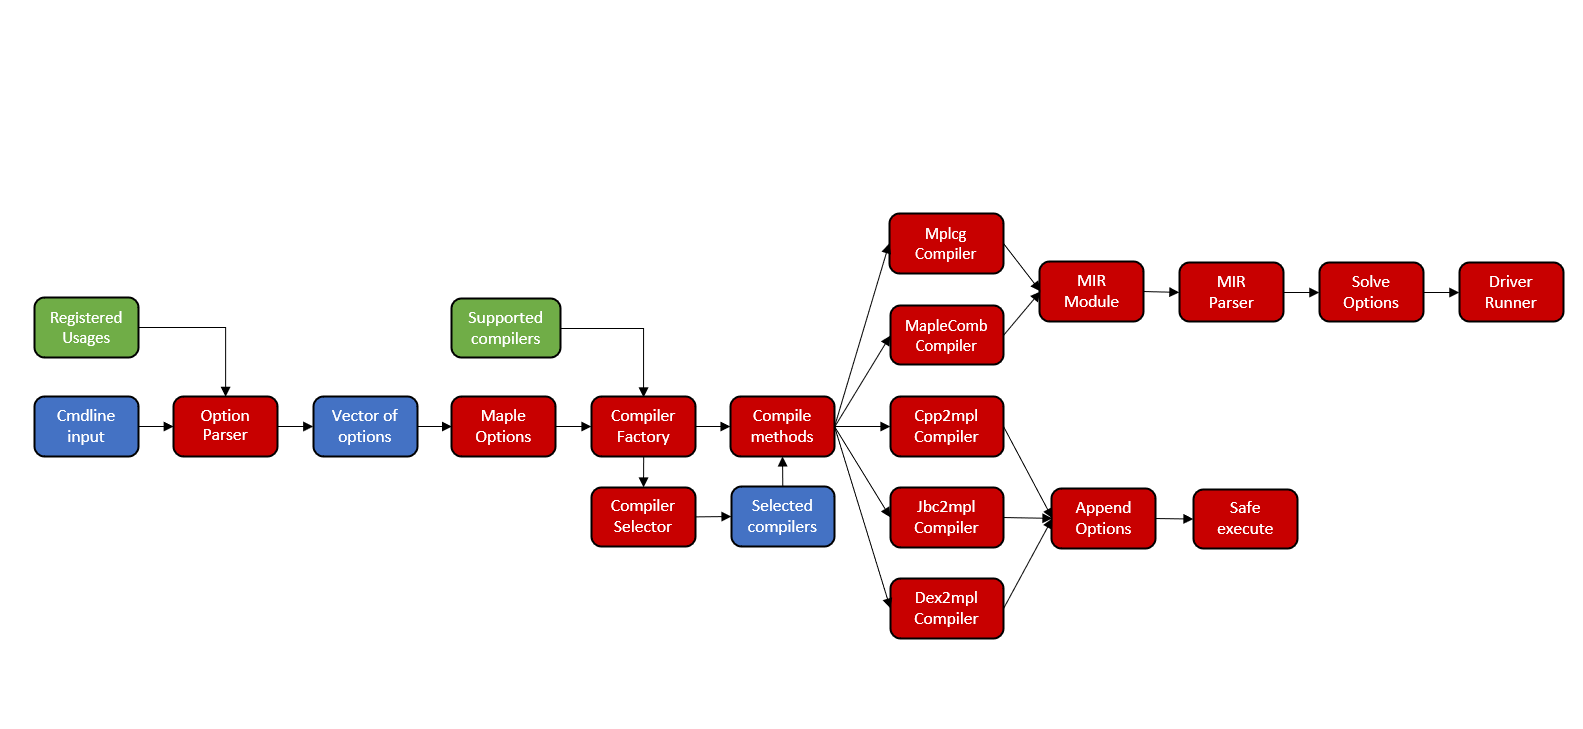 Mplcg
Compiler
MIR
Module
MIR
Parser
Solve
Options
Driver
Runner
Registered
Usages
Supported
compilers
MapleComb
Compiler
Cmdline
input
Option
Parser
Vector of
options
Maple
Options
Compiler
Factory
Compile
methods
Cpp2mpl
Compiler
Compiler
Selector
Selected
compilers
Jbc2mpl
Compiler
Append
Options
Safe
execute
Dex2mpl
Compiler